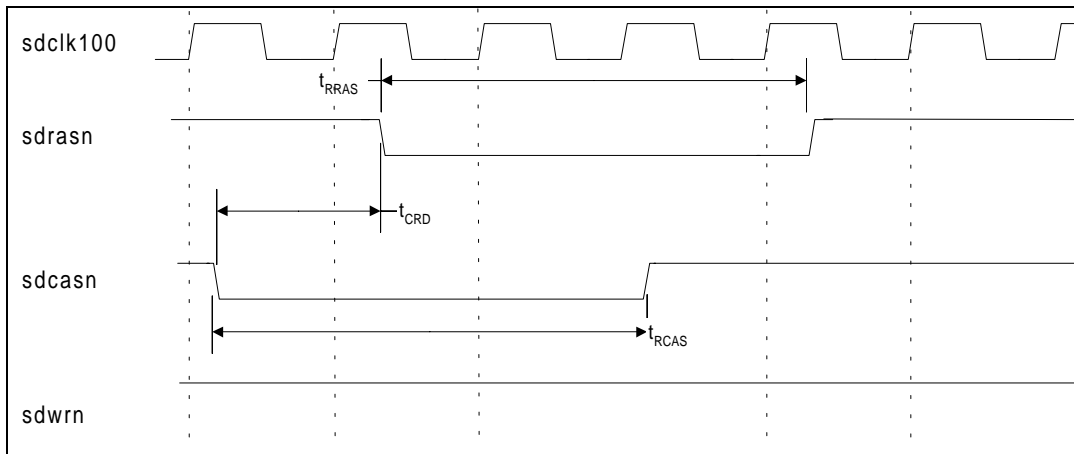 sdclk100
tRRAS
sdrasn
tCRD
sdcasn
tRCAS
sdwrn